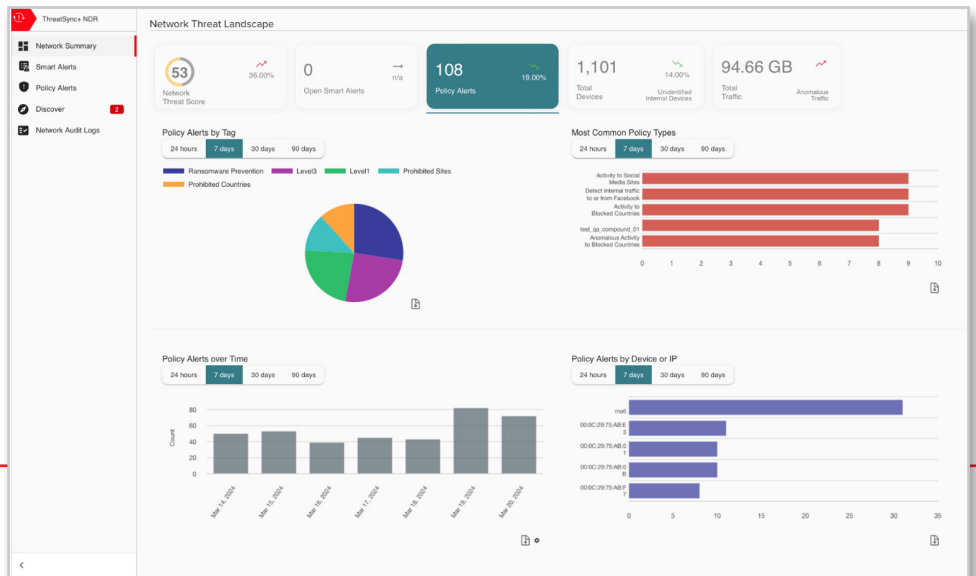 ThreatSync+ NDR
Network Summary
Smart Alerts
Policy Alerts
Discover
2
Network Audit Logs
Network Threat Landscape
53
36.00%
Network
Threat Score
0
n/a
Open Smart Alerts
108
19.00%
Policy Alerts
1,101
14.00%
Total
Devices
Unidentified
Internal Devices
94.66 GB
Total
Traffic
Anomalous
Traffic
Policy Alerts by Tag
24 hours 7 days 30 days 90 days
Ransomware Prevention Level3 Level1 Prohibited Sites
Prohibited Countries
Most Common Policy Types
24 hours 7 days 30 days 90 days
Activity to Social
Media Sites
Detect Internal traffic
to or from Facebook
Activity to
Blocked Countries
test_qa_compound_01
Anomalous Activity
to Blocked Countries
0 1 2 3 4 5 6 7 8 9 10
Policy Alerts over Time
24 hours 7 days 30 days 90 days
Count
80
60
40
20
0
Mar 14, 2024
Mar 15, 2024
Mar 16, 2024
Mar 17, 2024
Mar 18, 2024
Mar 19, 2024
Mar 20, 2024
Policy Alerts by Device or IP
24 hours 7 days 30 days 90 days
00:0C:29:75:AB:E
3
00:0C:29:75:AB:0
1
00:0C:29:75:AB:0
B
00:0C:29:75:AB:F
7
0 5 10 15 20 25 30 35